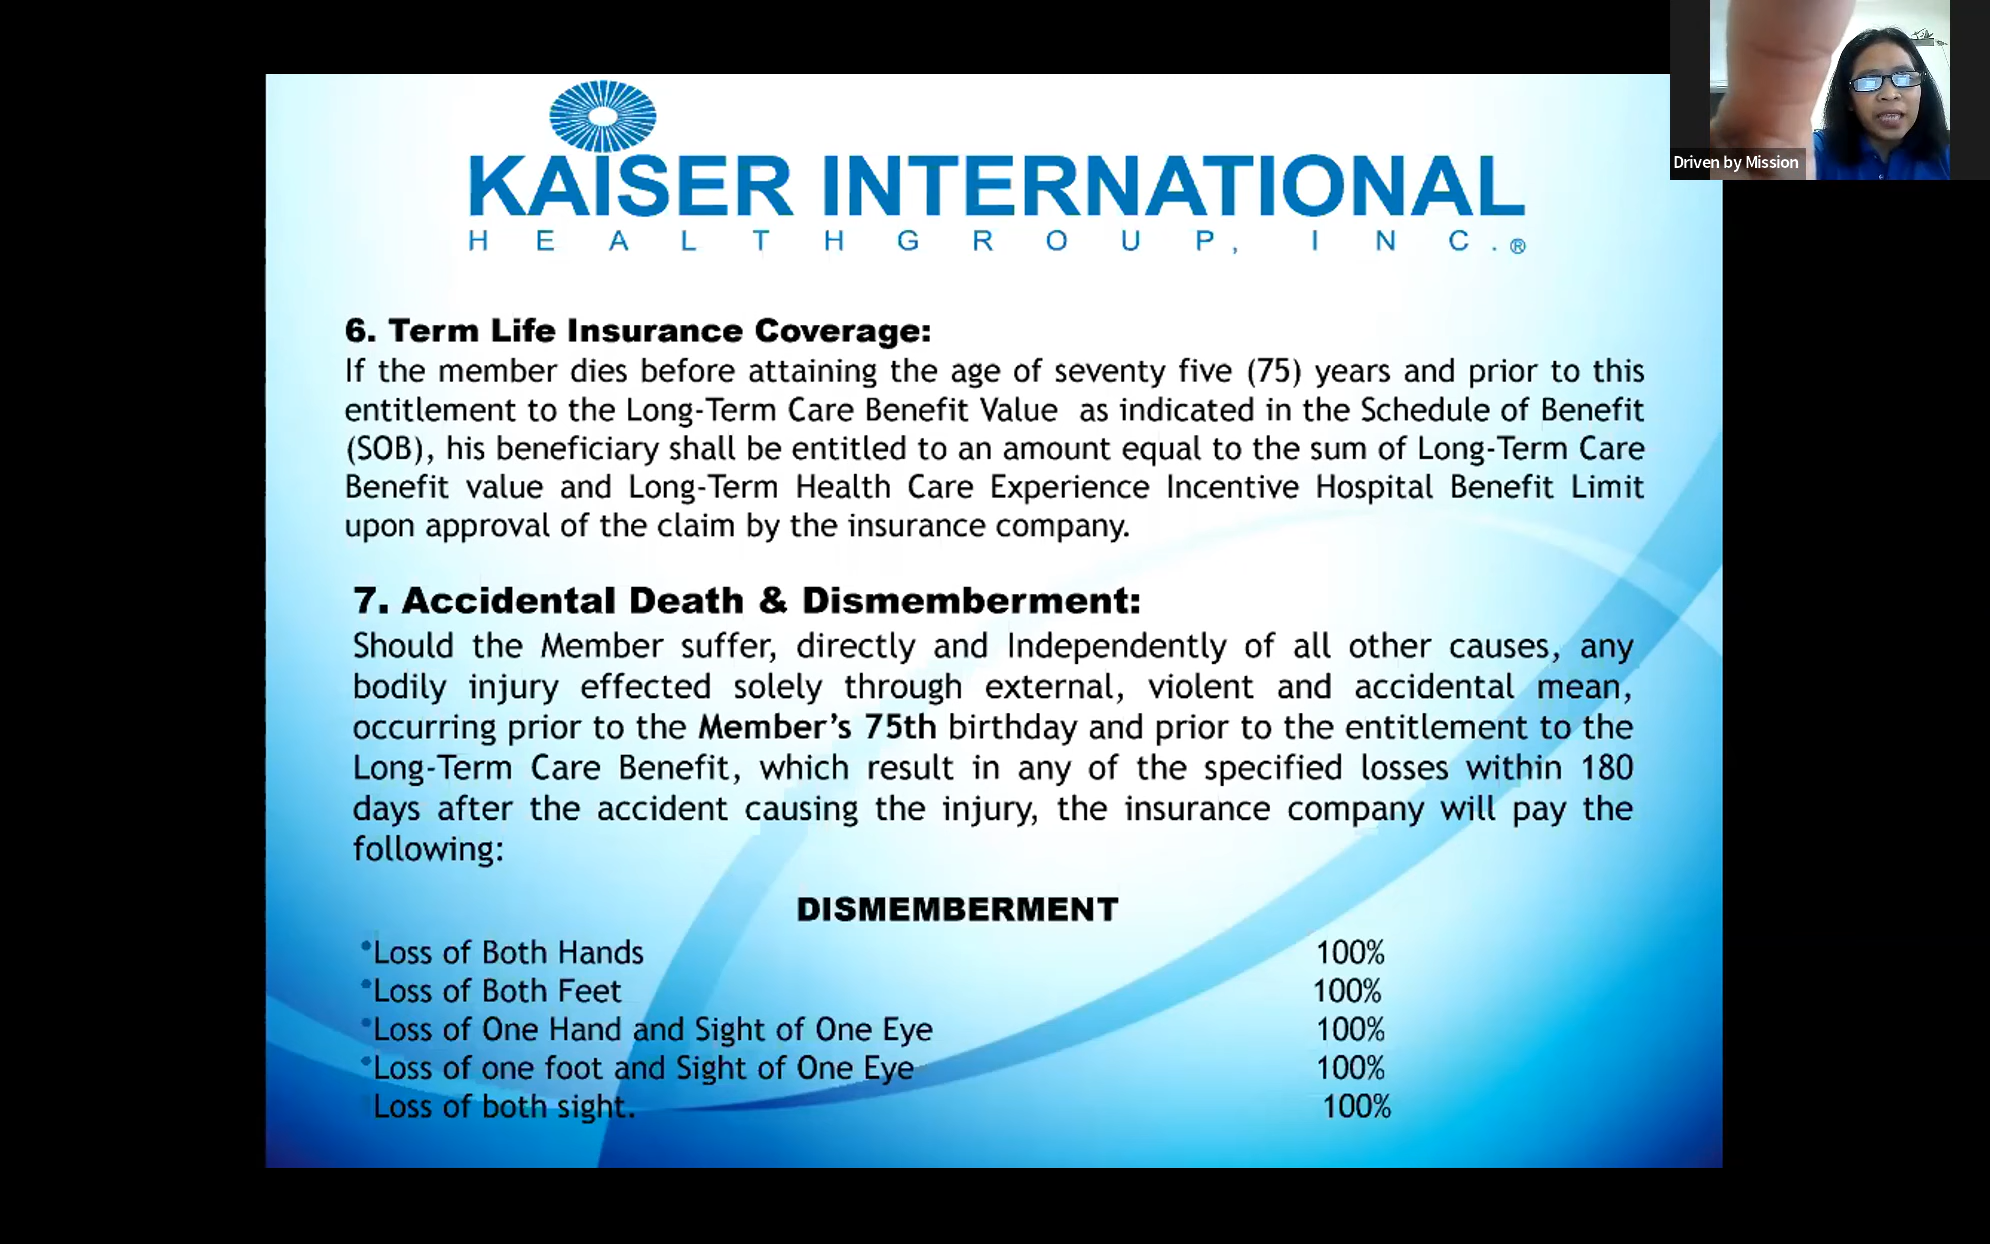 KAISER INTERNATIONAL
HEALTHGROUP, INC.®
Driven by Mission
6. Term Life Insurance Coverage:
If the member dies before attaining the age of seventy five (75) years and prior to this
entitlement to the Long-Term Care Benefit Value as indicated in the Schedule of Benefit
(SOB), his beneficiary shall be entitled to an amount equal to the sum of Long-Term Care
Benefit value and Long-Term Health Care Experience Incentive Hospital Benefit Limit
upon approval of the claim by the insurance company.
7. Accidental Death & Dismemberment:
Should the Member suffer, directly and Independently of all other causes, any
bodily injury effected solely through external, violent and accidental mean,
occurring prior to the Member's 75th birthday and prior to the entitlement to the
Long-Term Care Benefit, which result in any of the specified losses within 180
days after the accident causing the injury, the insurance company will pay the
following:
DISMEMBERMENT
•Loss of Both Hands 100%
•Loss of Both Feet 100%
•Loss of One Hand and Sight of One Eye 100%
•Loss of one foot and Sight of One Eye 100%
•Loss of both sight. 100%